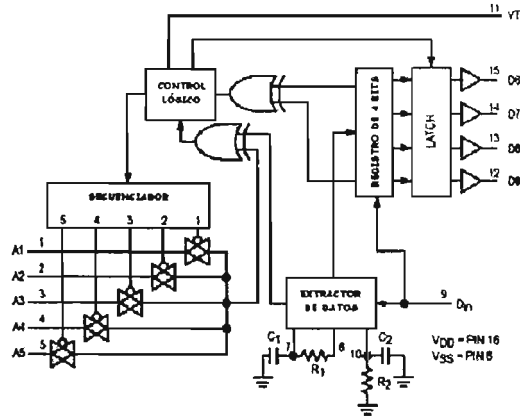 11
VT
CONTROL
LÓGICO
REGISTRO DE 4 BITS
LATCH
15
D6
14
D7
13
D8
12
D9
SECUENCIADOR
5 4 3 2 1
A1 1
A2 2
A3 3
A4 4
A5 5
EXTRACTOR
DE DATOS
9
Din
C1
7
R1
6
10
C2
R2
VDD = PIN 16
VSS = PIN 8